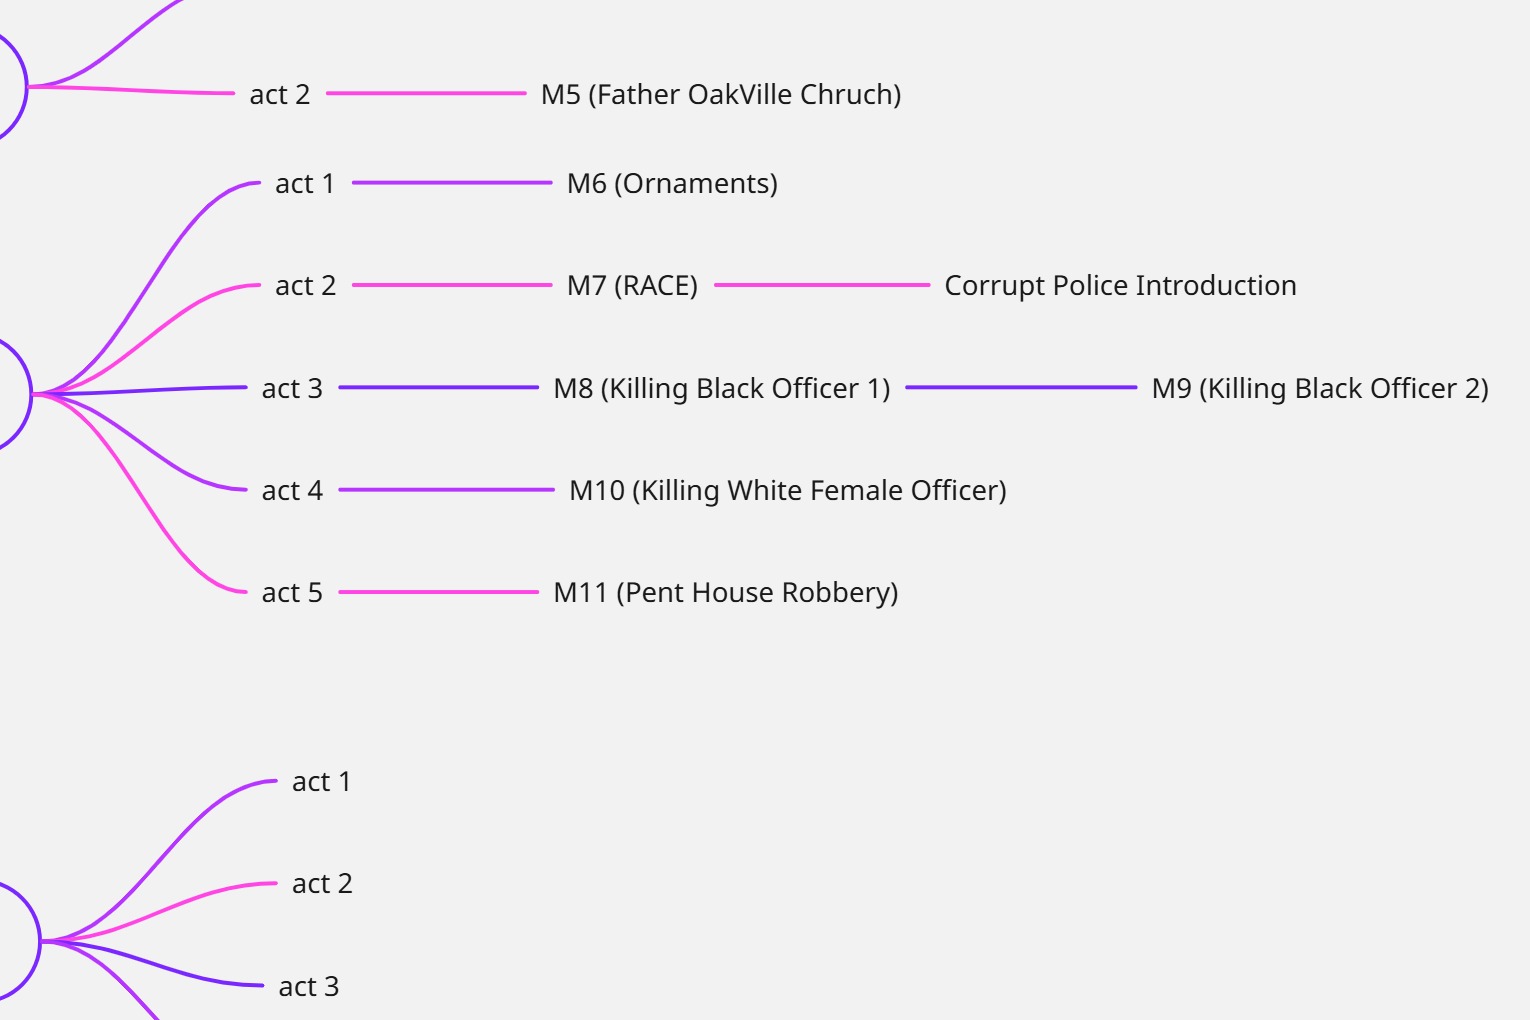 act 2 M5 (Father OakVille Chruch)
act 1 M6 (Ornaments)
act 2 M7 (RACE) Corrupt Police Introduction
act 3 M8 (Killing Black Officer 1) M9 (Killing Black Officer 2)
act 4 M10 (Killing White Female Officer)
act 5 M11 (Pent House Robbery)
act 1
act 2
act 3